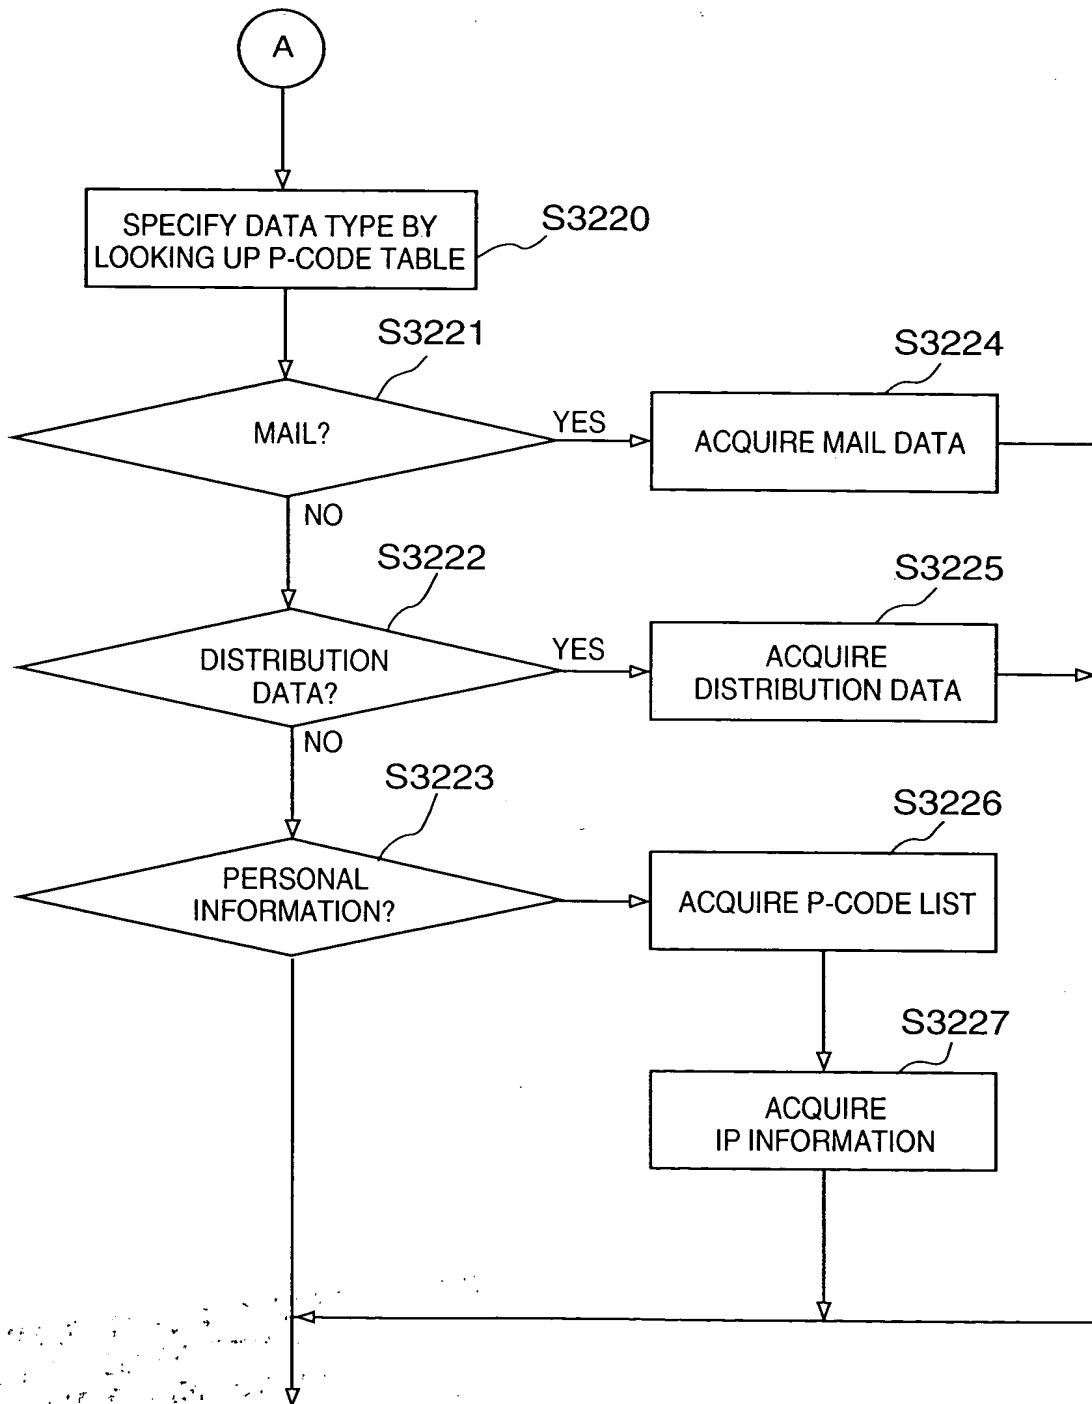 A
SPECIFY DATA TYPE BY
LOOKING UP P-CODE TABLE
S3220
S3221
MAIL?
YES
NO
S3224
ACQUIRE MAIL DATA
S3222
DISTRIBUTION
DATA?
YES
NO
S3225
ACQUIRE
DISTRIBUTION DATA
S3223
PERSONAL
INFORMATION?
S3226
ACQUIRE P-CODE LIST
S3227
ACQUIRE
IP INFORMATION